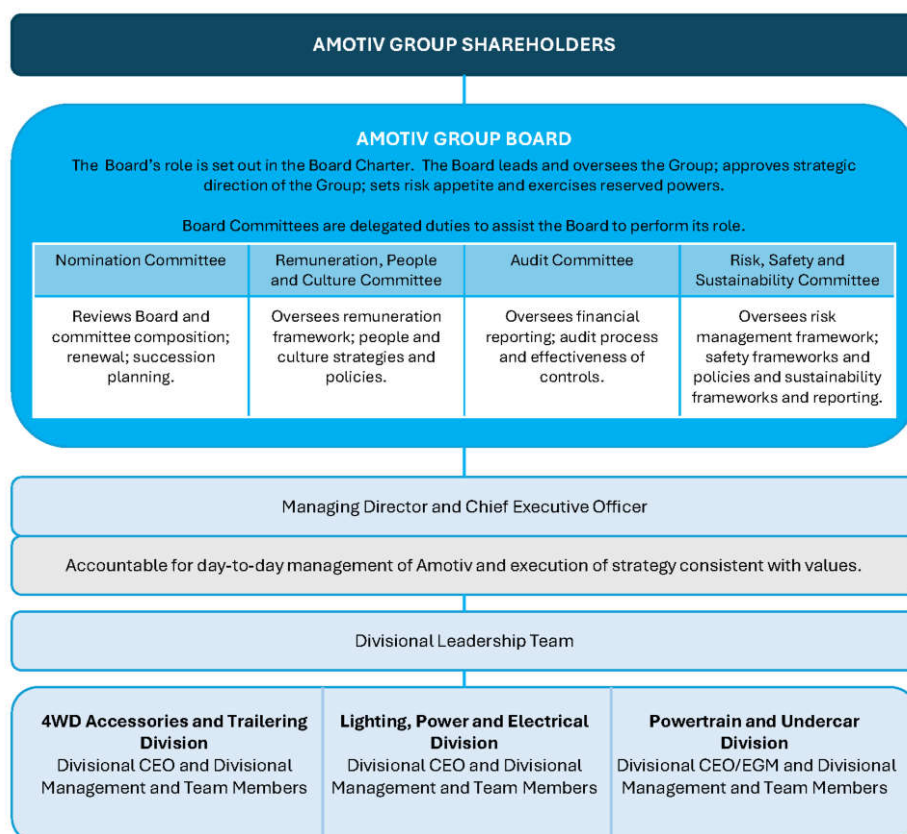 AMOTIV GROUP SHAREHOLDERS
AMOTIV GROUP BOARD
The Board's role is set out in the Board Charter. The Board leads and oversees the Group; approves strategic
direction of the Group; sets risk appetite and exercises reserved powers.
Board Committees are delegated duties to assist the Board to perform its role.
Nomination Committee
Reviews Board and
committee composition;
renewal; succession
planning.
Remuneration, People
and Culture Committee
Oversees remuneration
framework; people and
culture strategies and
policies.
Audit Committee
Oversees financial
reporting; audit process
and effectiveness of
controls.
Risk, Safety and
Sustainability Committee
Oversees risk
management framework;
safety frameworks and
policies and sustainability
frameworks and reporting.
Managing Director and Chief Executive Officer
Accountable for day-to-day management of Amotiv and execution of strategy consistent with values.
Divisional Leadership Team
4WD Accessories and Trailering
Division
Divisional CEO and Divisional
Management and Team Members
Lighting, Power and Electrical
Division
Divisional CEO and Divisional
Management and Team Members
Powertrain and Undercar
Division
Divisional CEO/EGM and Divisional
Management and Team Members